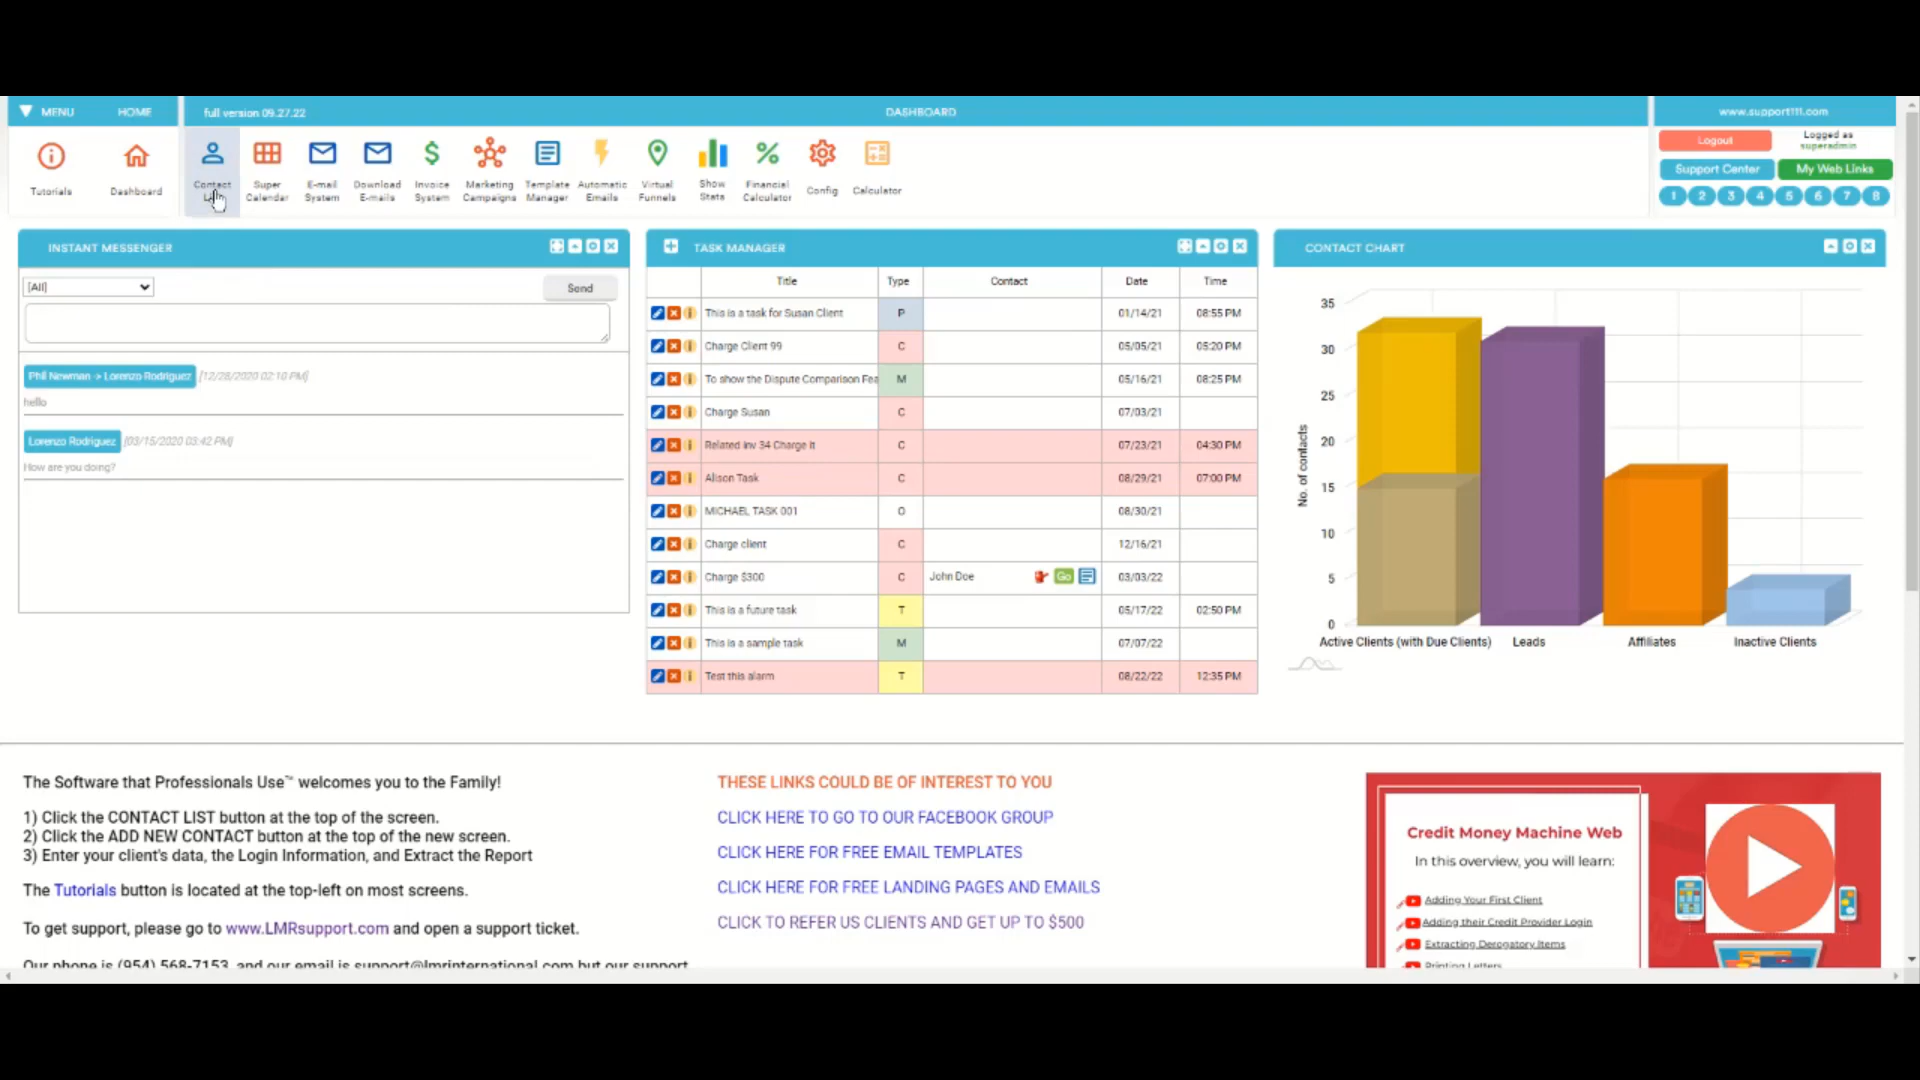 MENU
HOME
full version 09.27.22
DASHBOARD
www.support111.com
Tutorials
Dashboard
Contact
Super
Calendar
E-mail
System
Download
E-mails
Invoice
System
Marketing
Campaigns
Template
Manager
Automatic
Emails
Virtual
Funnels
Show
Stats
Financial
Calculator
Config
Calculator
Logout
Logged as
superadmin
Support Center
My Web Links
1 2 3 4 5 6 7 8
INSTANT MESSENGER
[All]
Send
Phil Newman -> Lorenzo Rodriguez [12/28/2020 02:10 PM]
hello
Lorenzo Rodriguez [03/15/2020 03:42 PM]
How are you doing?
TASK MANAGER
Title Type Contact Date Time
This is a task for Susan Client P 01/14/21 08:55 PM
Charge Client 99 C 05/05/21 05:20 PM
To show the Dispute Comparison Fea M 05/16/21 08:25 PM
Charge Susan C 07/03/21
Related Inv 34 Charge it C 07/23/21 04:30 PM
Alison Task C 08/29/21 07:00 PM
MICHAEL TASK 001 O 08/30/21
Charge client C 12/16/21
Charge $300 C John Doe Go 03/03/22
This is a future task T 05/17/22 02:50 PM
This is a sample task M 07/07/22
Test this alarm T 08/22/22 12:35 PM
CONTACT CHART
No. of contacts
35
30
25
20
15
10
5
0
Active Clients (with Due Clients) Leads Affiliates Inactive Clients
The Software that Professionals Use™ welcomes you to the Family!
1) Click the CONTACT LIST button at the top of the screen.
2) Click the ADD NEW CONTACT button at the top of the new screen.
3) Enter your client's data, the Login Information, and Extract the Report
The Tutorials button is located at the top-left on most screens.
To get support, please go to www.LMRsupport.com and open a support ticket.
Our phone is (954) 568-7153, and our email is support@lmrinternational.com but our support
THESE LINKS COULD BE OF INTEREST TO YOU
CLICK HERE TO GO TO OUR FACEBOOK GROUP
CLICK HERE FOR FREE EMAIL TEMPLATES
CLICK HERE FOR FREE LANDING PAGES AND EMAILS
CLICK TO REFER US CLIENTS AND GET UP TO $500
Credit Money Machine Web
In this overview, you will learn:
Adding Your First Client
Adding their Credit Provider Login
Extracting Derogatory Items
Printing Letters